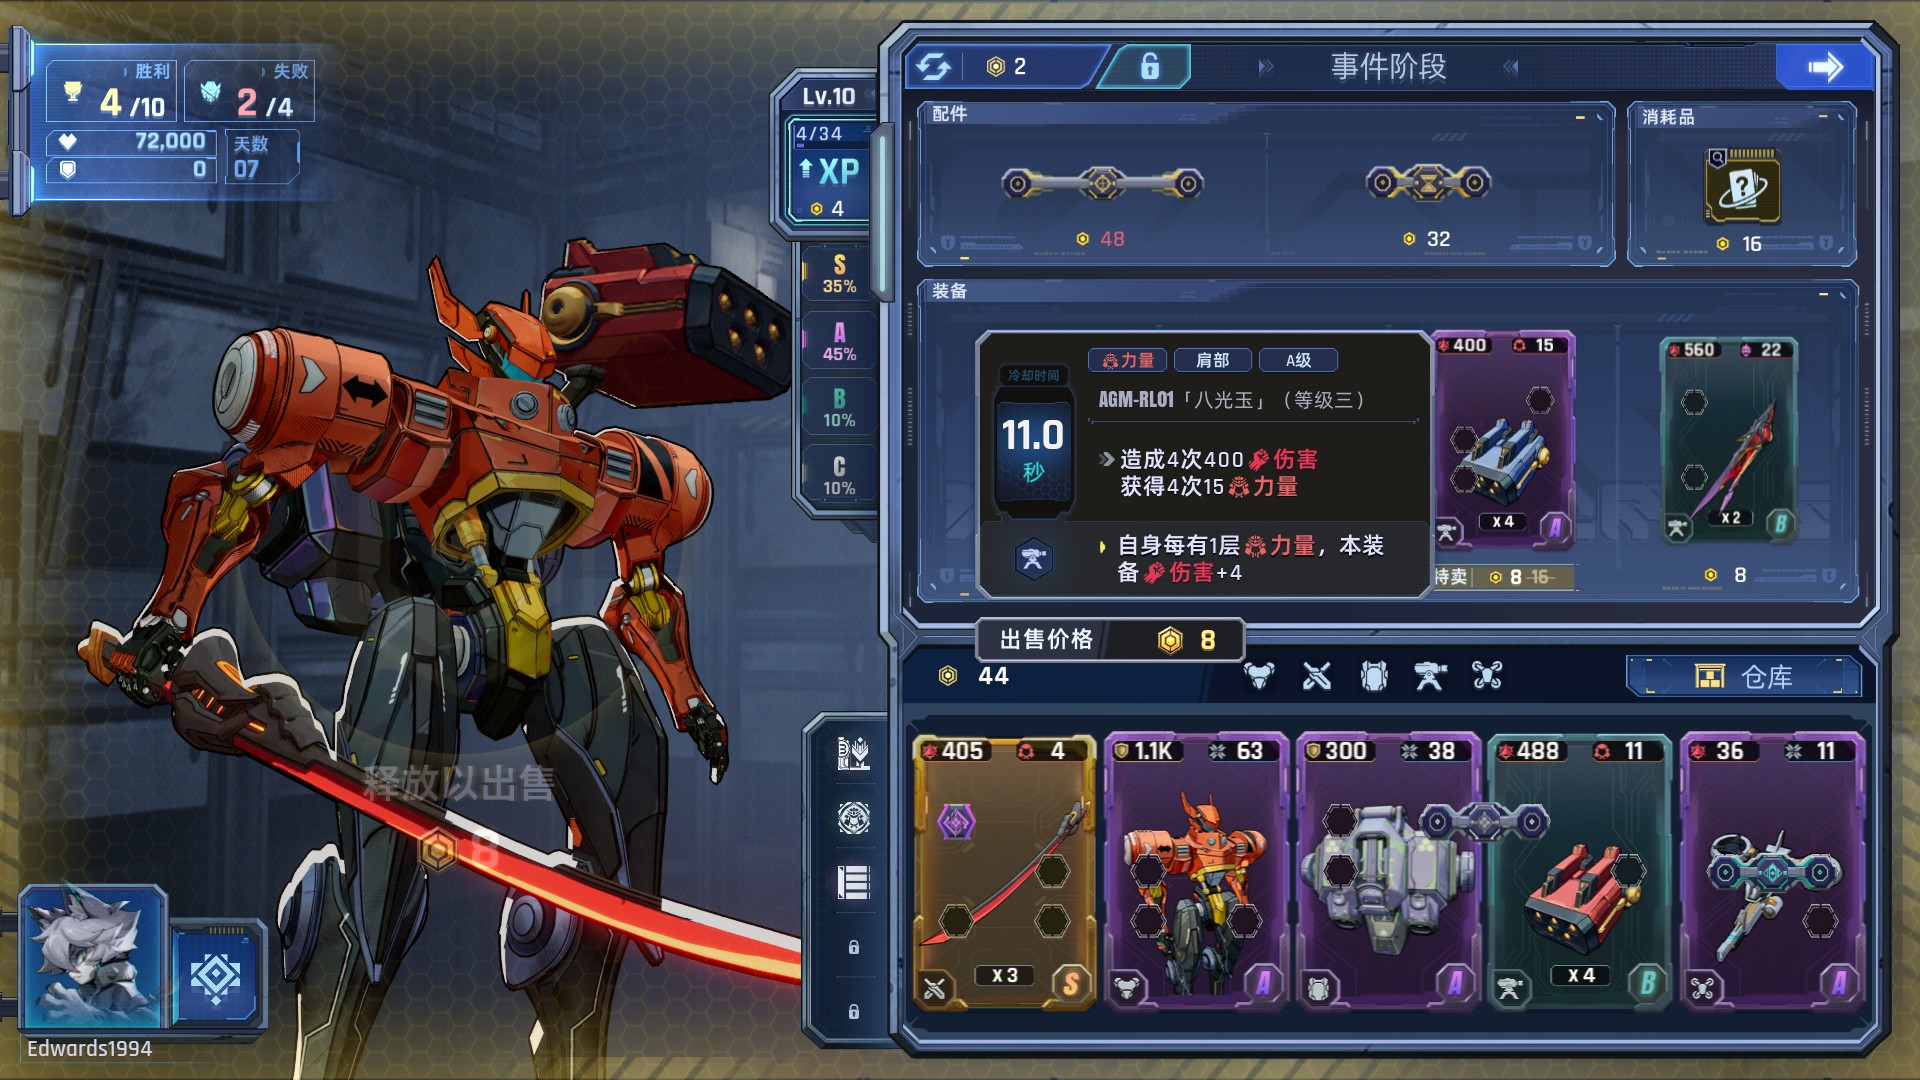 胜利
4/10
失败
2/4
72,000
0
天数
07
Lv.10
4/34
XP
4
S
35%
A
45%
B
10%
C
10%
2
事件阶段
配件
48
32
消耗品
16
装备
冷却时间
11.0
秒
力量
肩部
A级
AGM-RL01「八光玉」（等级三）
造成4次400伤害
获得4次15力量
自身每有1层力量，本装
备伤害+4
400
15
x4
A
特卖
8
16
560
22
x2
B
8
出售价格
8
44
仓库
释放以出售
8
405
4
x3
S
1.1K
63
A
300
38
A
488
11
x4
B
36
11
A
Edwards1994